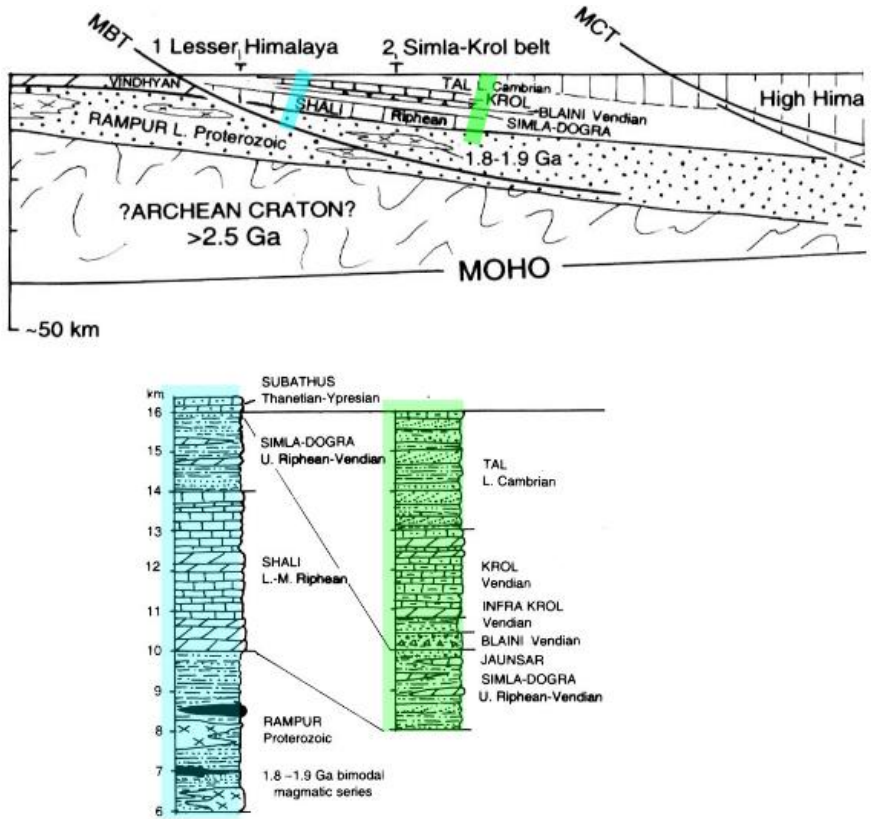 MBT
1 Lesser Himalaya
2 Simla-Krol belt
MCT
VINDHYAN
TAL L. Cambrian
KROL
High Hima
SHALI
Riphean
BLAINI Vendian
SIMLA-DOGRA
RAMPUR L. Proterozoic
1.8-1.9 Ga
?ARCHEAN CRATON?
>2.5 Ga
MOHO
~50 km
km
16
15
14
13
12
11
10
9
8
7
6
SUBATHUS
Thanetian-Ypresian
SIMLA-DOGRA
U. Riphean-Vendian
SHALI
L.-M. Riphean
RAMPUR
Proterozoic
1.8–1.9 Ga bimodal
magmatic series
TAL
L. Cambrian
KROL
Vendian
INFRA KROL
Vendian
BLAINI Vendian
JAUNSAR
SIMLA-DOGRA
U. Riphean-Vendian